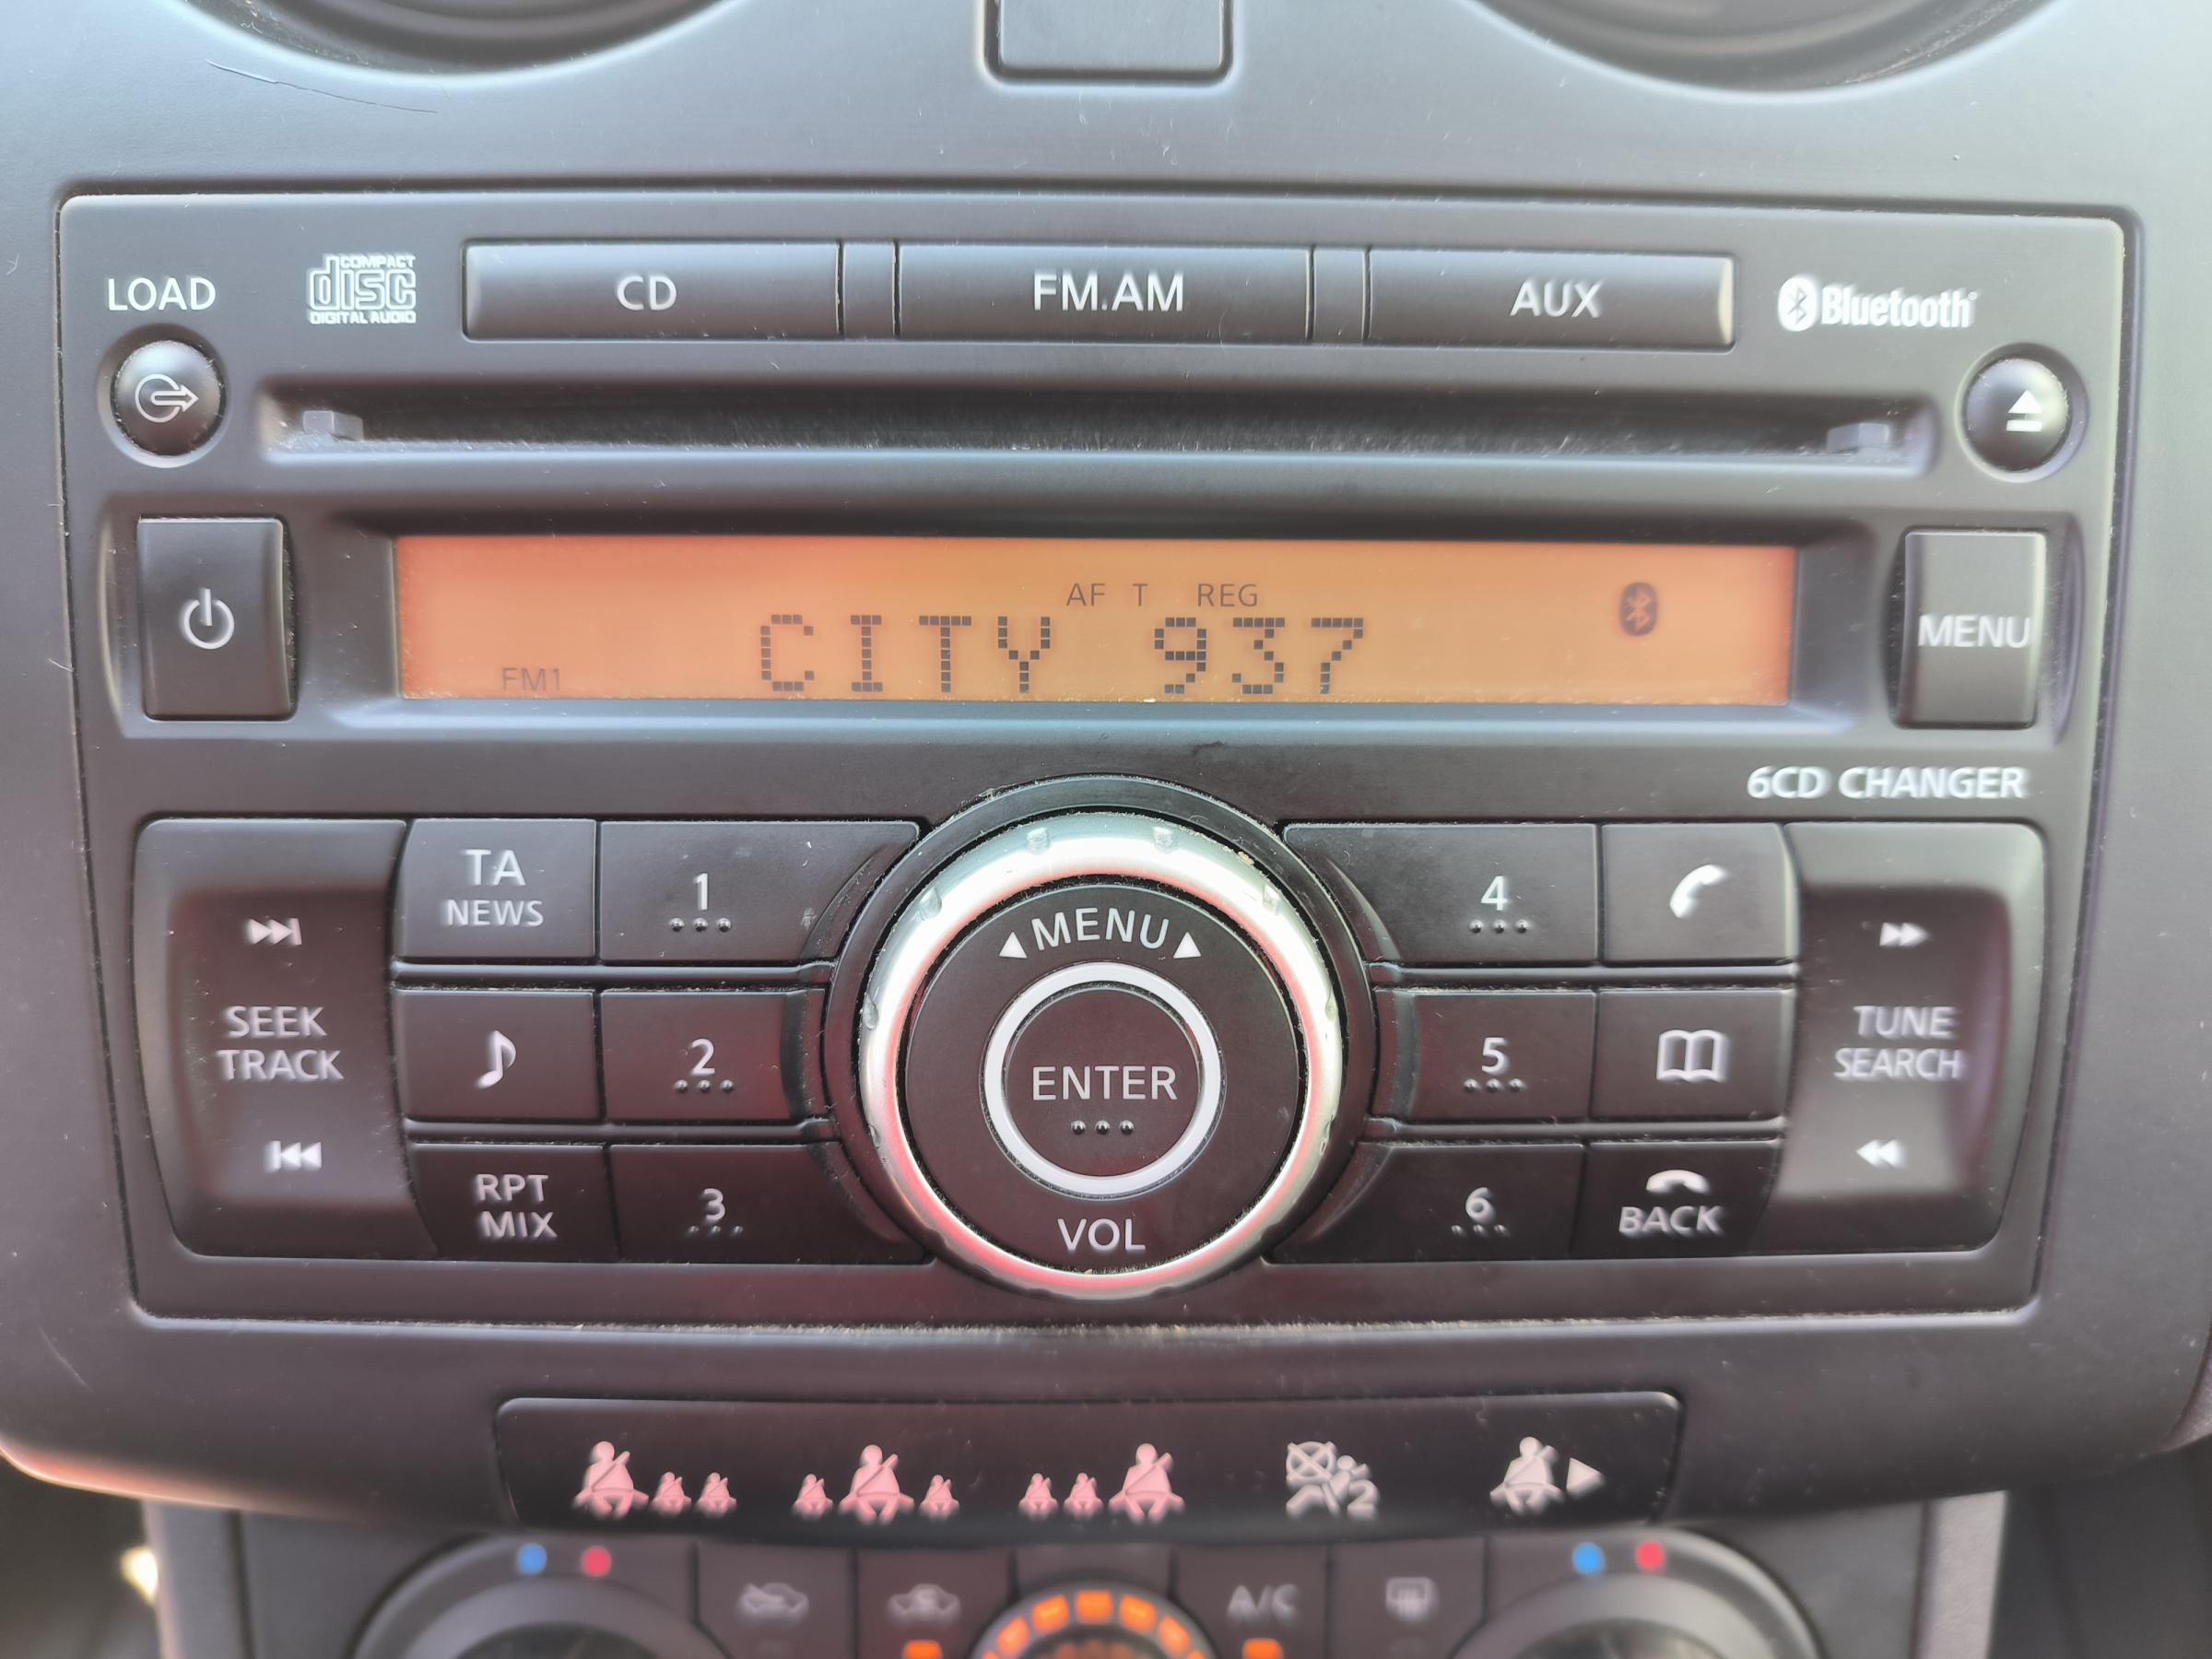 LOAD
COMPACT
disc
DIGITAL AUDIO
CD
FM.AM
AUX
Bluetooth
AF T REG
CITY 937
FM1
MENU
6CD CHANGER
TA
NEWS
1
MENU
4
SEEK
TRACK
2
ENTER
5
TUNE
SEARCH
RPT
MIX
3
VOL
6
BACK
2
A/C